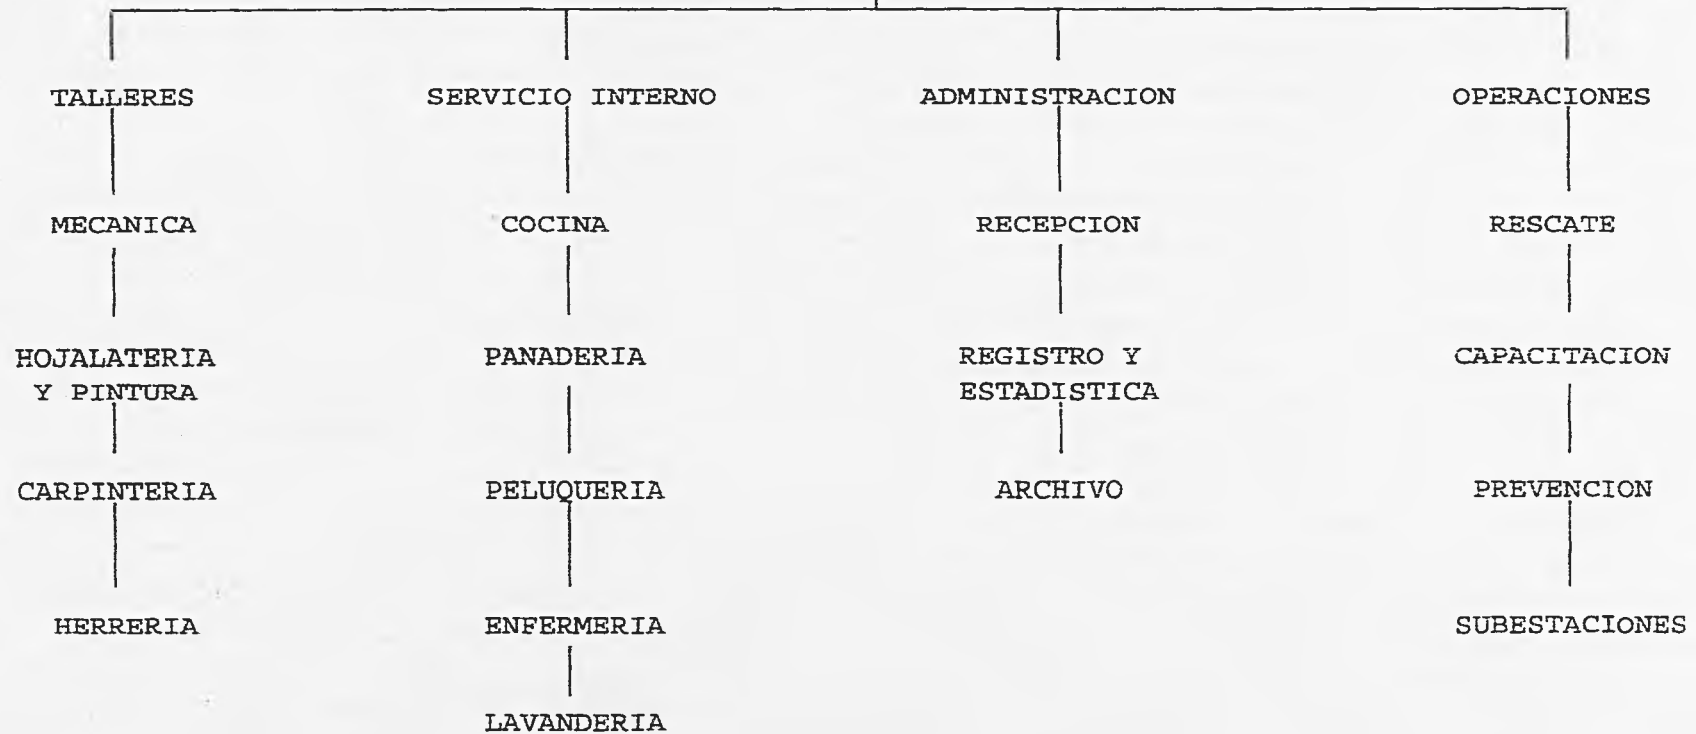 TALLERES
SERVICIO INTERNO
ADMINISTRACION
OPERACIONES
MECANICA
COCINA
RECEPCION
RESCATE
HOJALATERIA
Y PINTURA
PANADERIA
REGISTRO Y
ESTADISTICA
CAPACITACION
CARPINTERIA
PELUQUERIA
ARCHIVO
PREVENCION
HERRERIA
ENFERMERIA
SUBESTACIONES
LAVANDERIA